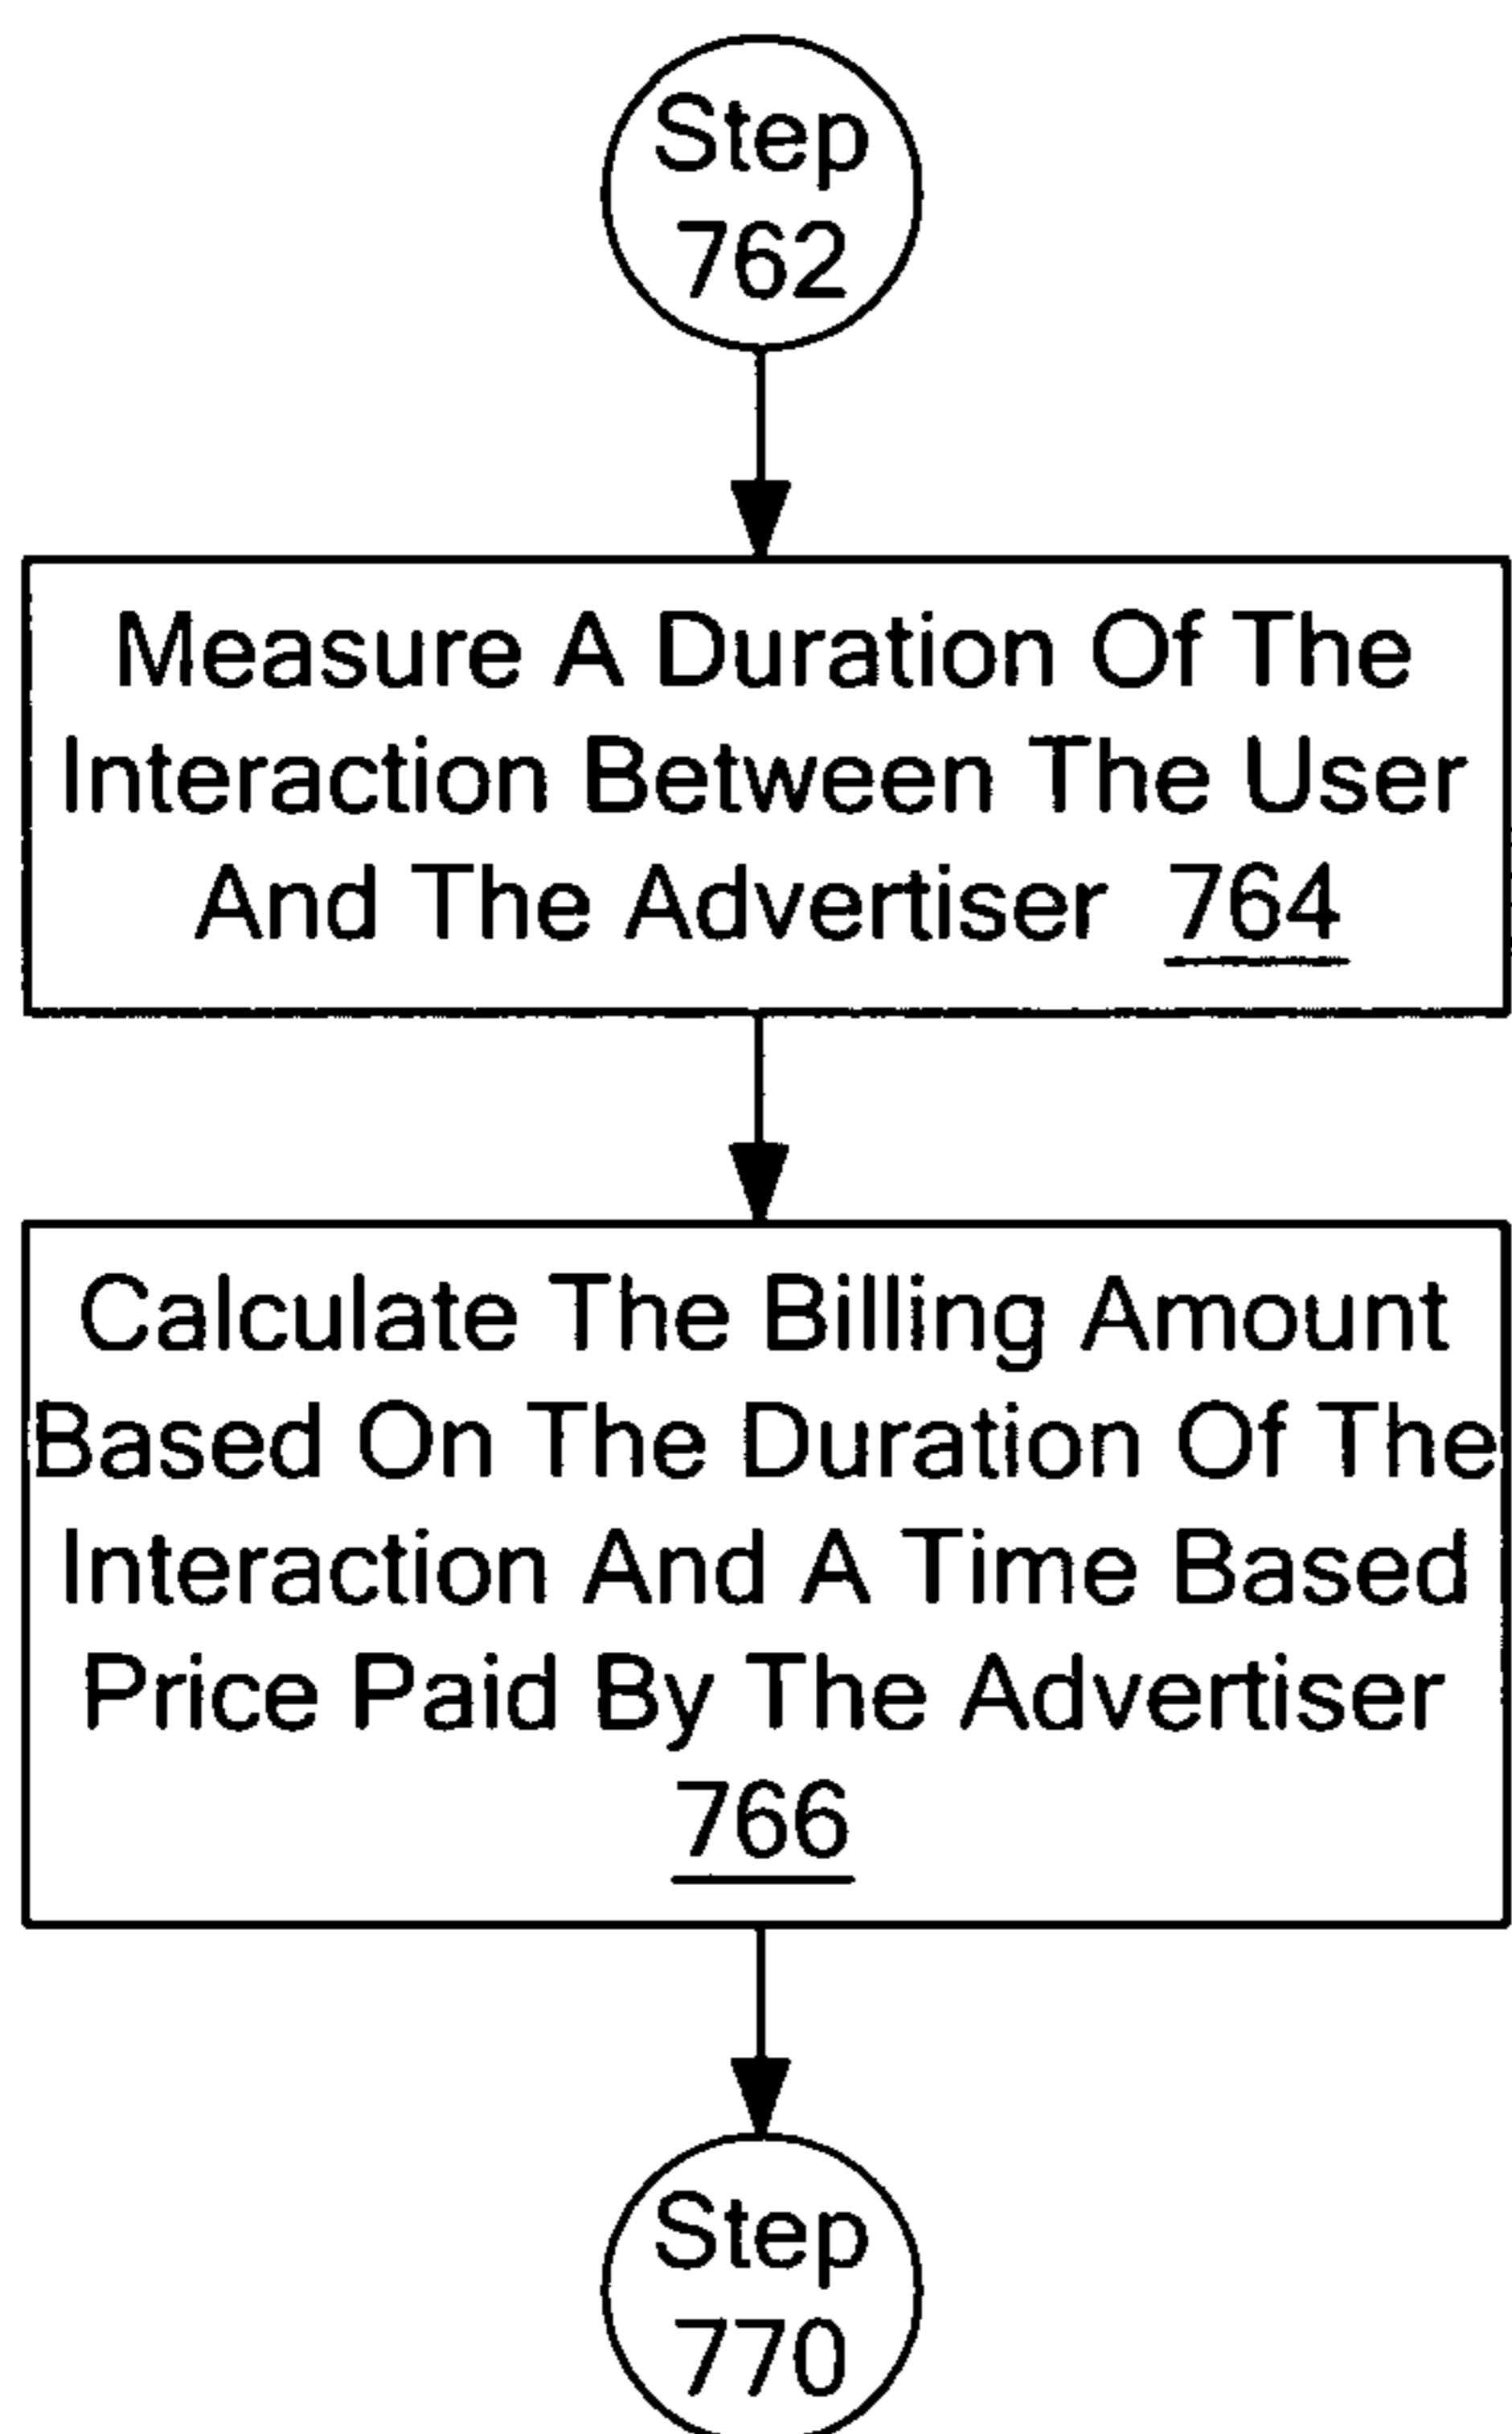 Step
762
Measure A Duration Of The
Interaction Between The User
And The Advertiser 764
Calculate The Billing Amount
Based On The Duration Of The
Interaction And A Time Based
Price Paid By The Advertiser
766
Step
770